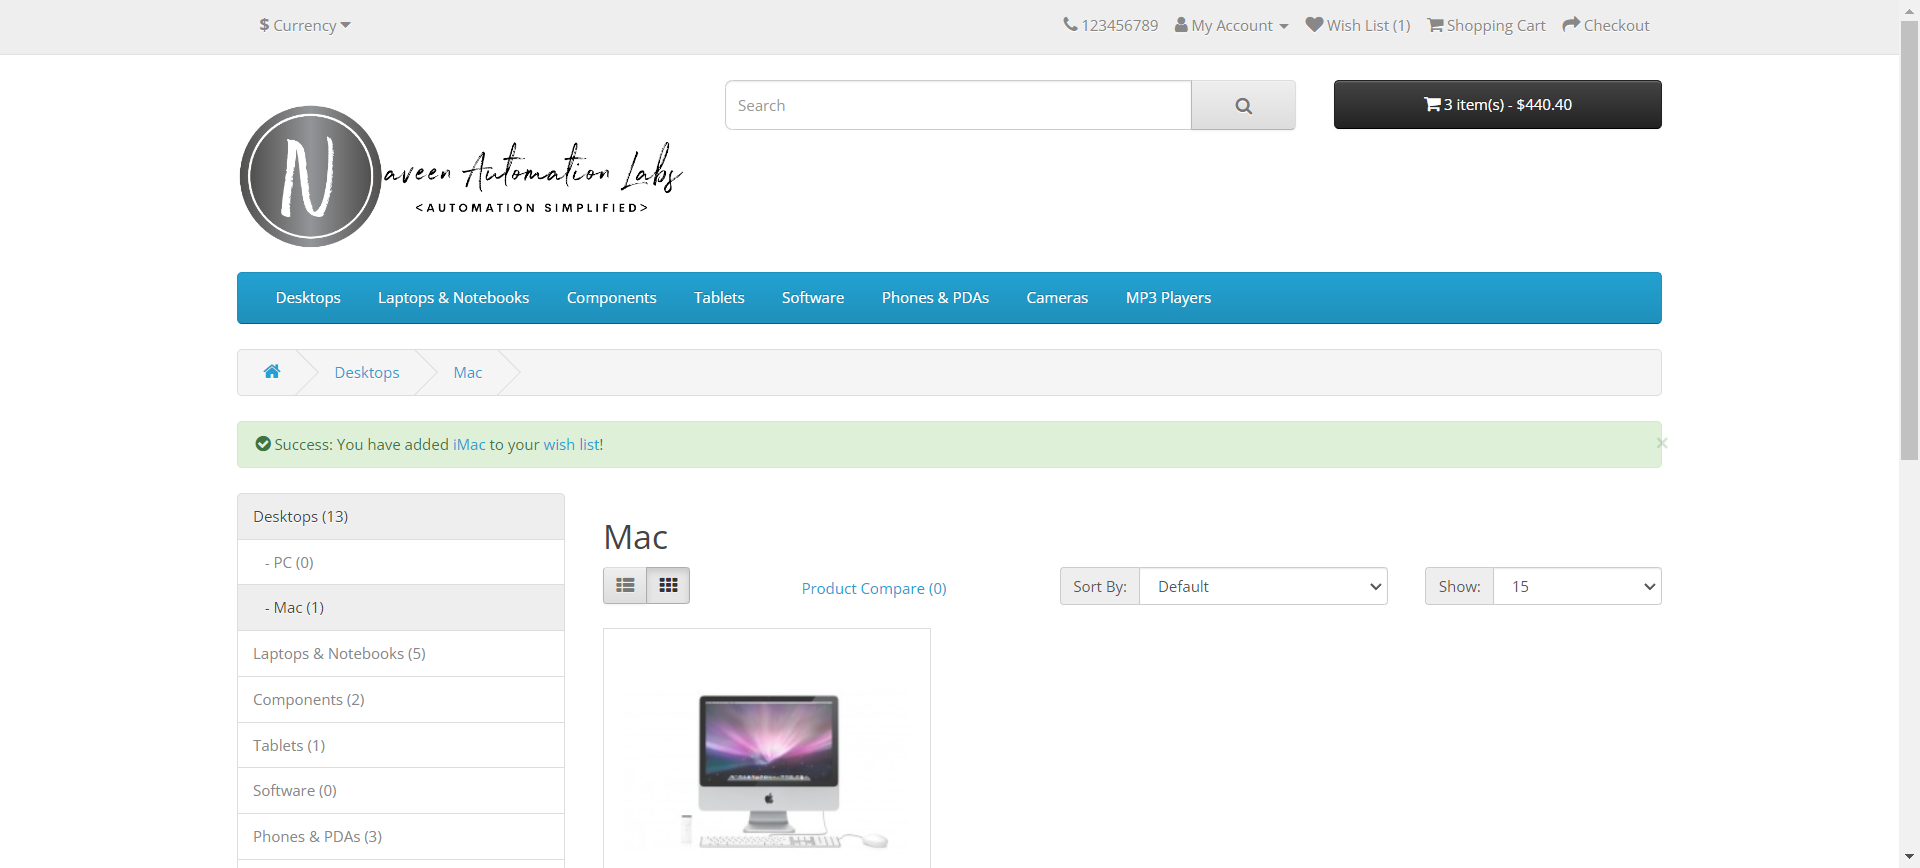 $ Currency
123456789 My Account Wish List (1) Shopping Cart Checkout
Search
3 item(s) - $440.40
N
aveen Automation Labs
<AUTOMATION SIMPLIFIED>
Desktops Laptops & Notebooks Components Tablets Software Phones & PDAs Cameras MP3 Players
Desktops Mac
Success: You have added iMac to your wish list!
×
Desktops (13)
- PC (0)
- Mac (1)
Laptops & Notebooks (5)
Components (2)
Tablets (1)
Software (0)
Phones & PDAs (3)
Mac
Product Compare (0)
Sort By: Default
Show: 15